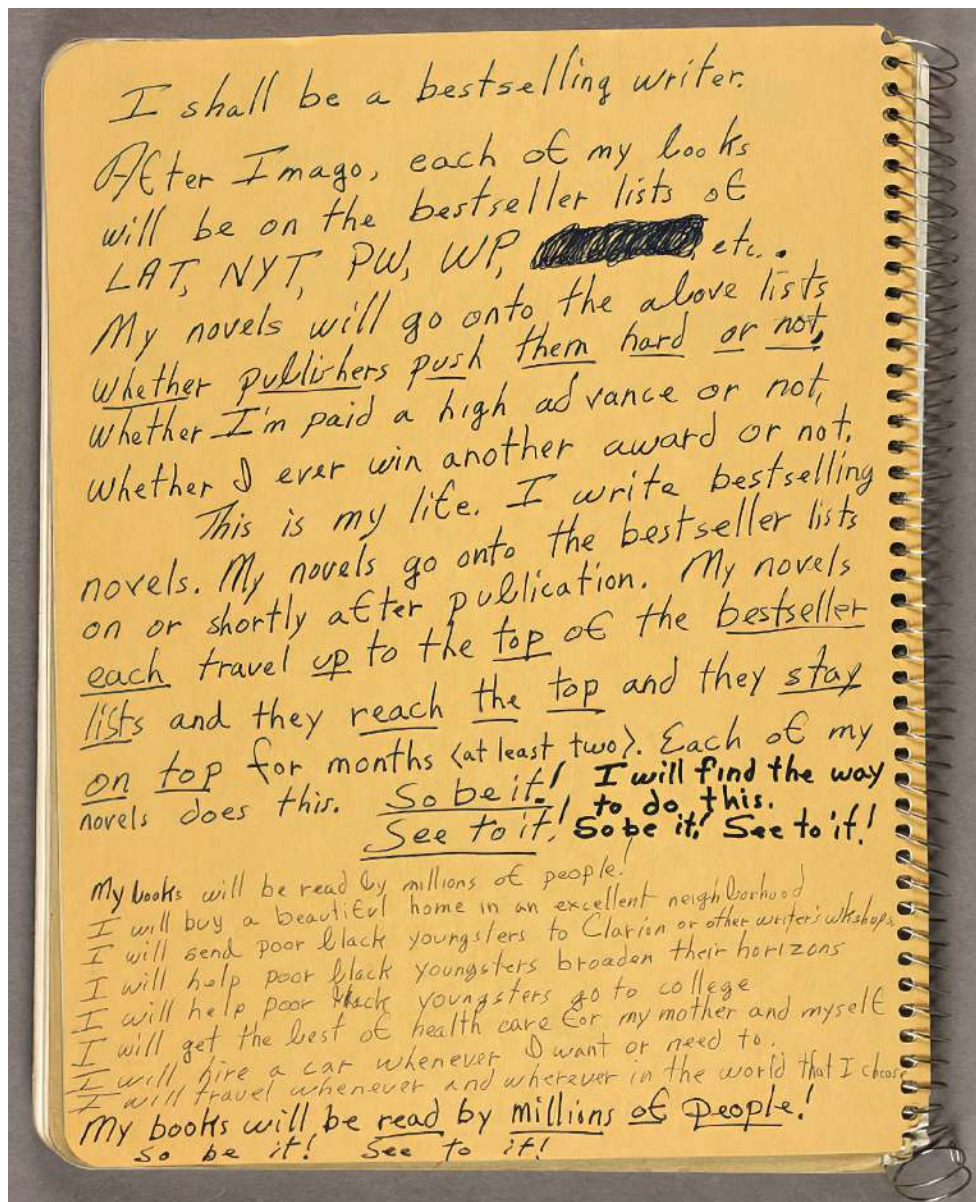 I shall be a bestselling writer.
After Imago, each of my books
will be on the bestseller lists of
LAT, NYT, PW, WP, etc..
My novels will go onto the above lists
whether publishers push them hard or not,
whether I'm paid a high advance or not,
whether I ever win another award or not.
This is my life. I write bestselling
novels. My novels go onto the bestseller lists
on or shortly after publication. My novels
each travel up to the top of the bestseller
lists and they reach the top and they stay
on top for months (at least two). Each of my
novels does this. So be it! I will find the way
to do this.
See to it! So be it! See to it!
My books will be read by millions of people!
I will buy a beautiful home in an excellent neighborhood
I will send poor black youngsters to Clarion or other writer's wkshops
I will help poor black youngsters broaden their horizons
I will help poor black youngsters go to college
I will get the best of health care for my mother and myself
I will hire a car whenever I want or need to.
I will travel whenever and wherever in the world that I choose
My books will be read by millions of people!
So be it! See to it!